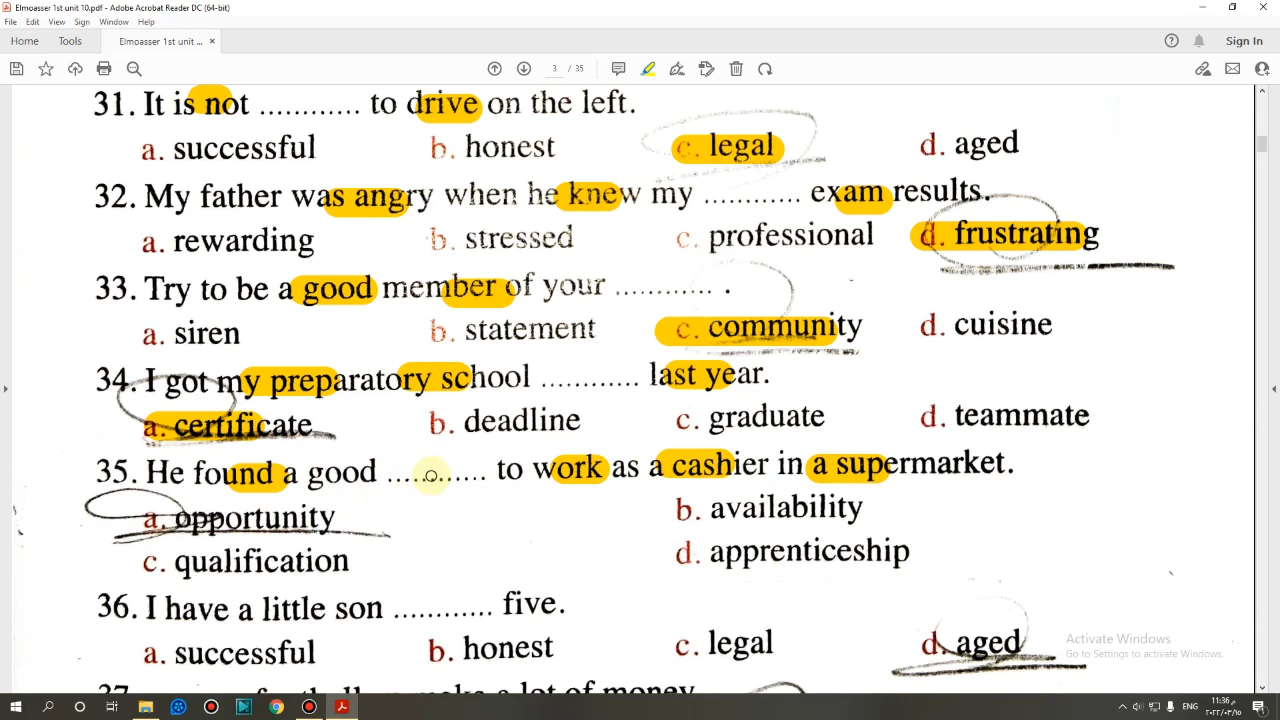 Elmoasser 1st unit 10.pdf - Adobe Acrobat Reader DC (64-bit)
File Edit View Sign Window Help
Home Tools Elmoasser 1st unit ... × Sign In
3 / 35
31. It is not ............ to drive on the left.
a. successful b. honest c. legal d. aged
32. My father was angry when he knew my ............ exam results.
a. rewarding b. stressed c. professional d. frustrating
33. Try to be a good member of your ............ .
a. siren b. statement c. community d. cuisine
34. I got my preparatory school ............ last year.
a. certificate b. deadline c. graduate d. teammate
35. He found a good ............ to work as a cashier in a supermarket.
a. opportunity b. availability
c. qualification d. apprenticeship
36. I have a little son ............ five.
a. successful b. honest c. legal d. aged
Activate Windows
Go to Settings to activate Windows.
ENG 11:36 م